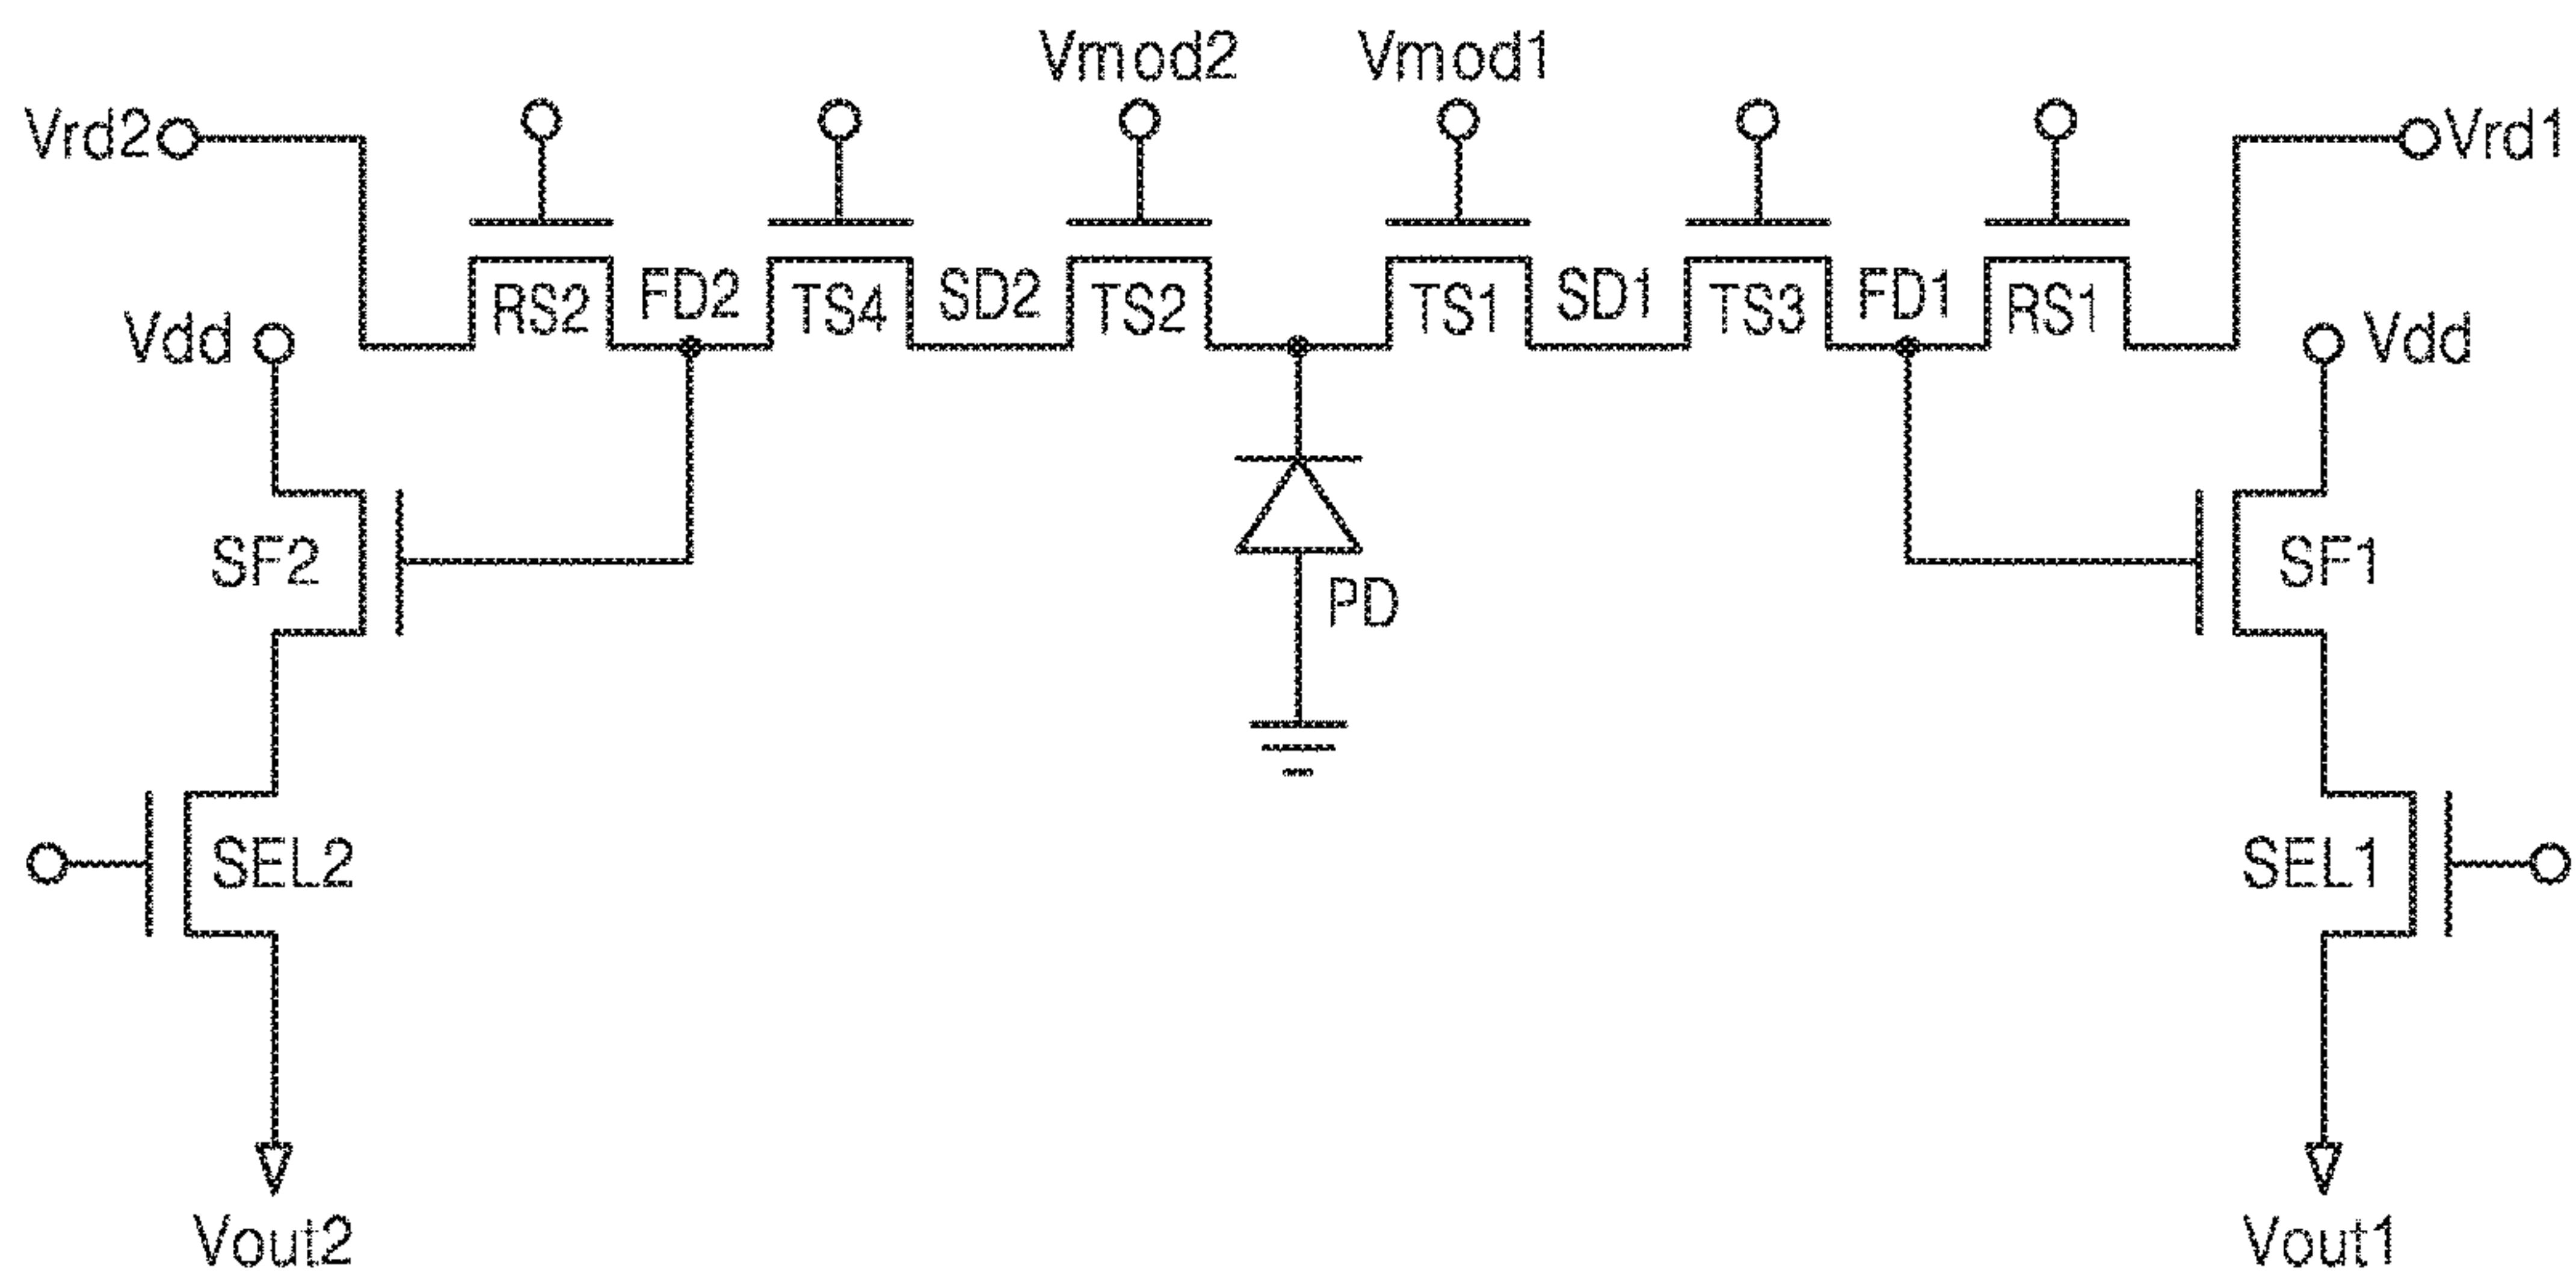 Vmod2 Vmod1
Vrd2 Vrd1
RS2 FD2 TS4 SD2 TS2 TS1 SD1 TS3 FD1 RS1
Vdd Vdd
SF2 SF1
PD
SEL2 SEL1
Vout2 Vout1